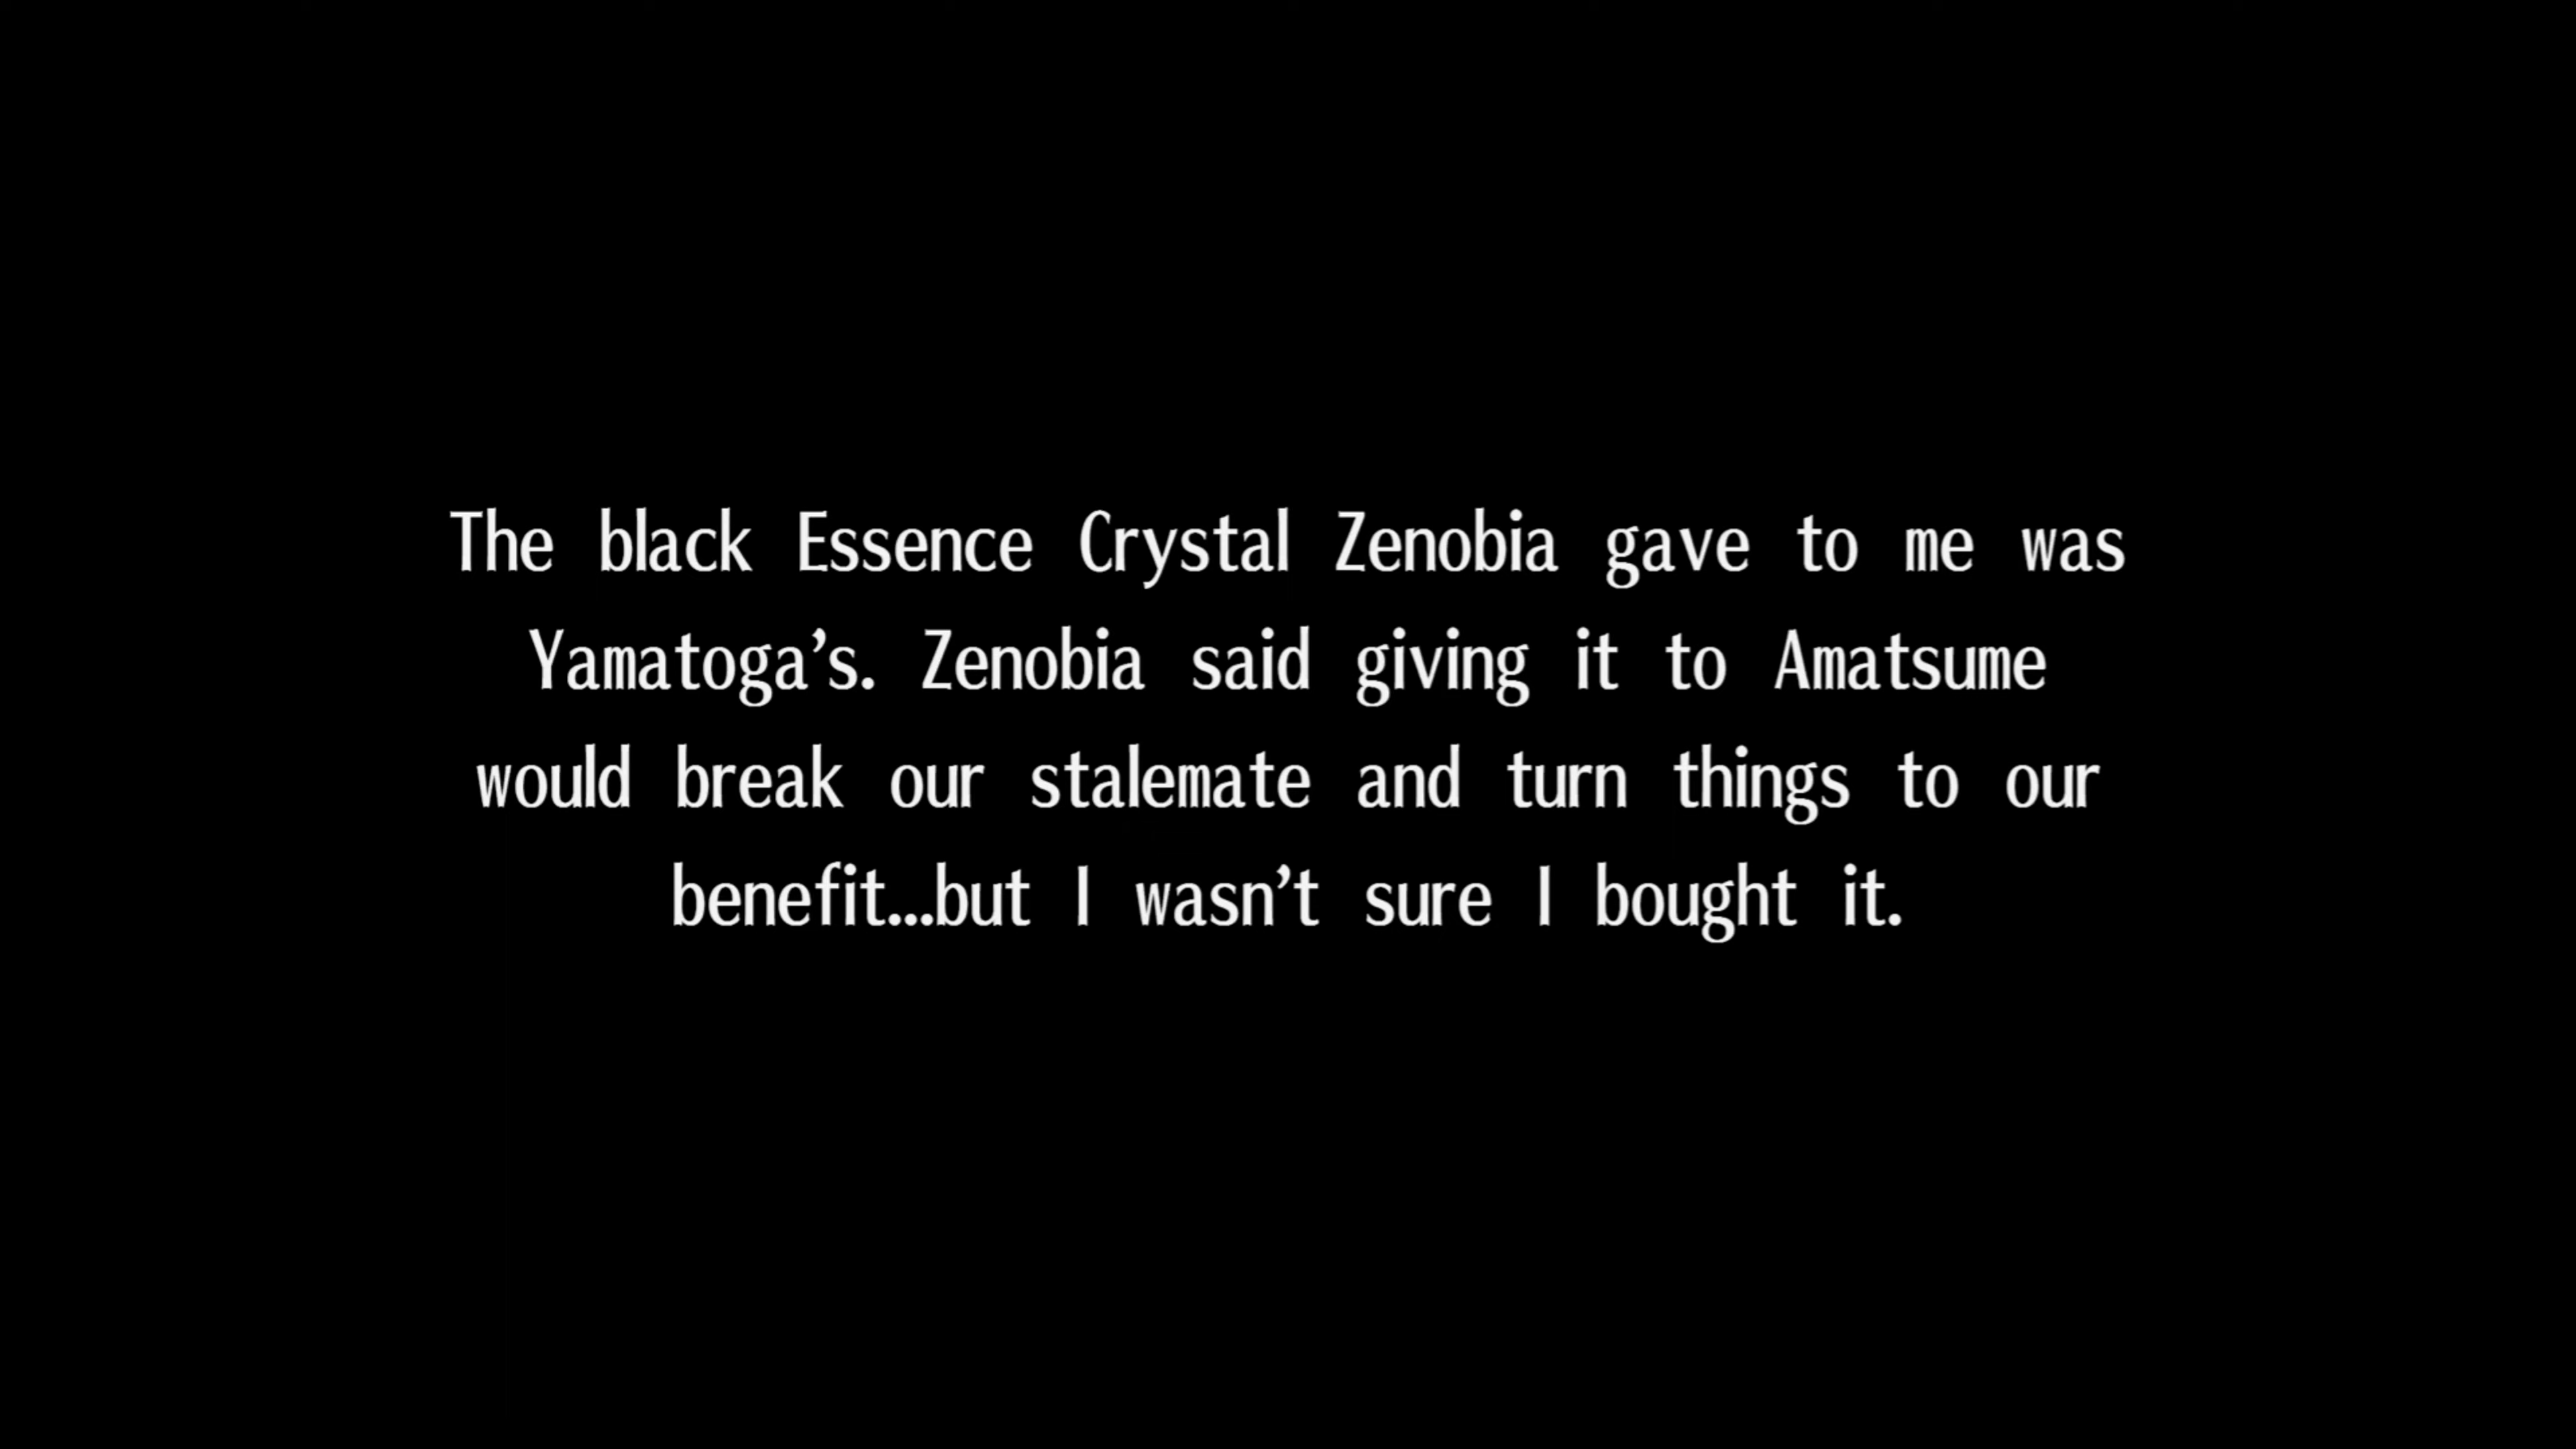 The black Essence Crystal Zenobia gave to me was
Yamatoga’s. Zenobia said giving it to Amatsume
would break our stalemate and turn things to our
benefit...but I wasn’t sure I bought it.